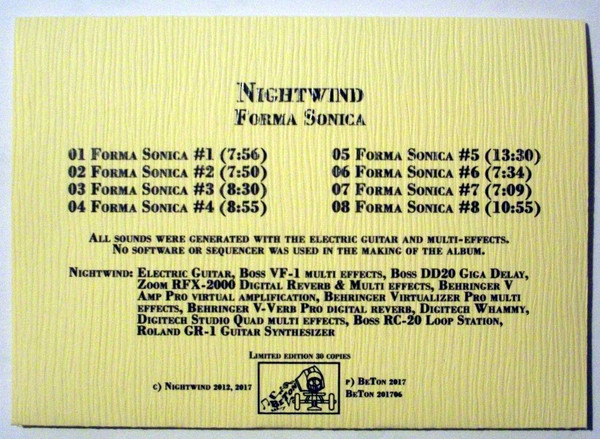 Nightwind
Forma Sonica
01 Forma Sonica #1 (7:56)
02 Forma Sonica #2 (7:50)
03 Forma Sonica #3 (8:30)
04 Forma Sonica #4 (8:55)
05 Forma Sonica #5 (13:30)
06 Forma Sonica #6 (7:34)
07 Forma Sonica #7 (7:09)
08 Forma Sonica #8 (10:55)
All sounds were generated with the electric guitar and multi-effects.
No software or sequencer was used in the making of the album.
Nightwind: Electric Guitar, Boss VF-1 multi effects, Boss DD20 Giga Delay,
Zoom RFX-2000 Digital Reverb & Multi effects, Behringer V
Amp Pro virtual amplification, Behringer Virtualizer Pro multi
effects, Behringer V-Verb Pro digital reverb, Digitech Whammy,
Digitech Studio Quad multi effects, Boss RC-20 Loop Station,
Roland GR-1 Guitar Synthesizer
Limited edition 30 copies
c) Nightwind 2012, 2017
BeTon
p) BeTon 2017
BeTon 201706